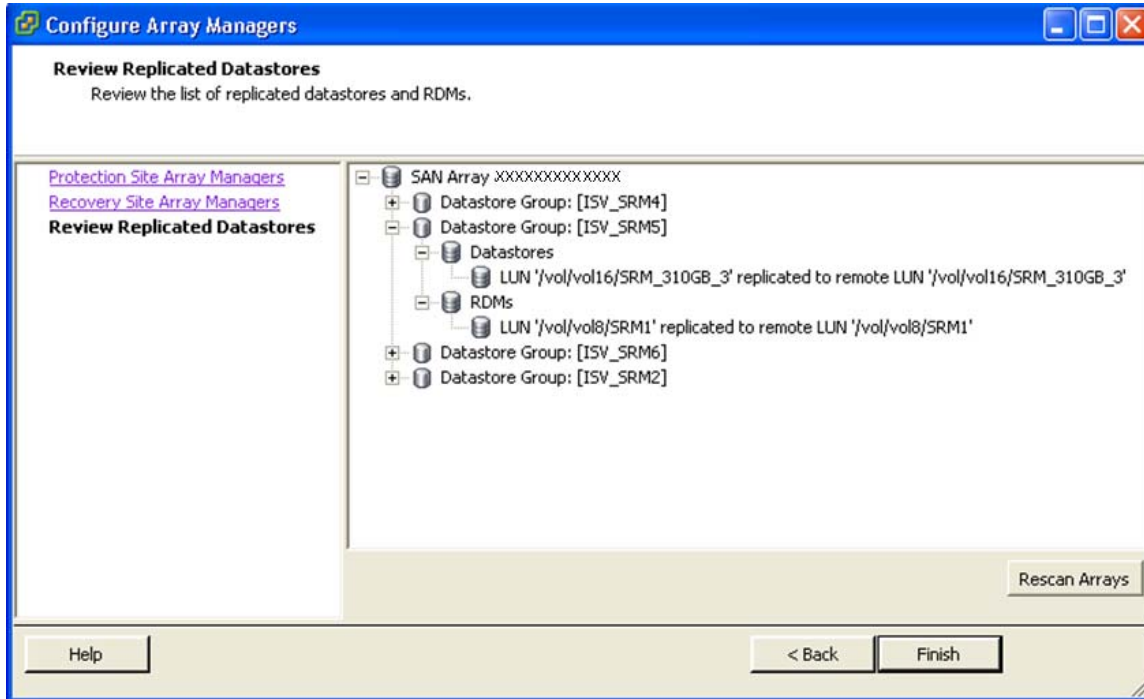 Configure Array Managers
Review Replicated Datastores
Review the list of replicated datastores and RDMs.
Protection Site Array Managers
Recovery Site Array Managers
Review Replicated Datastores
SAN Array XXXXXXXXXXXXX
Datastore Group: [ISV_SRM4]
Datastore Group: [ISV_SRM5]
Datastores
LUN '/vol/vol16/SRM_310GB_3' replicated to remote LUN '/vol/vol16/SRM_310GB_3'
RDMs
LUN '/vol/vol8/SRM1' replicated to remote LUN '/vol/vol8/SRM1'
Datastore Group: [ISV_SRM6]
Datastore Group: [ISV_SRM2]
Rescan Arrays
Help
< Back
Finish